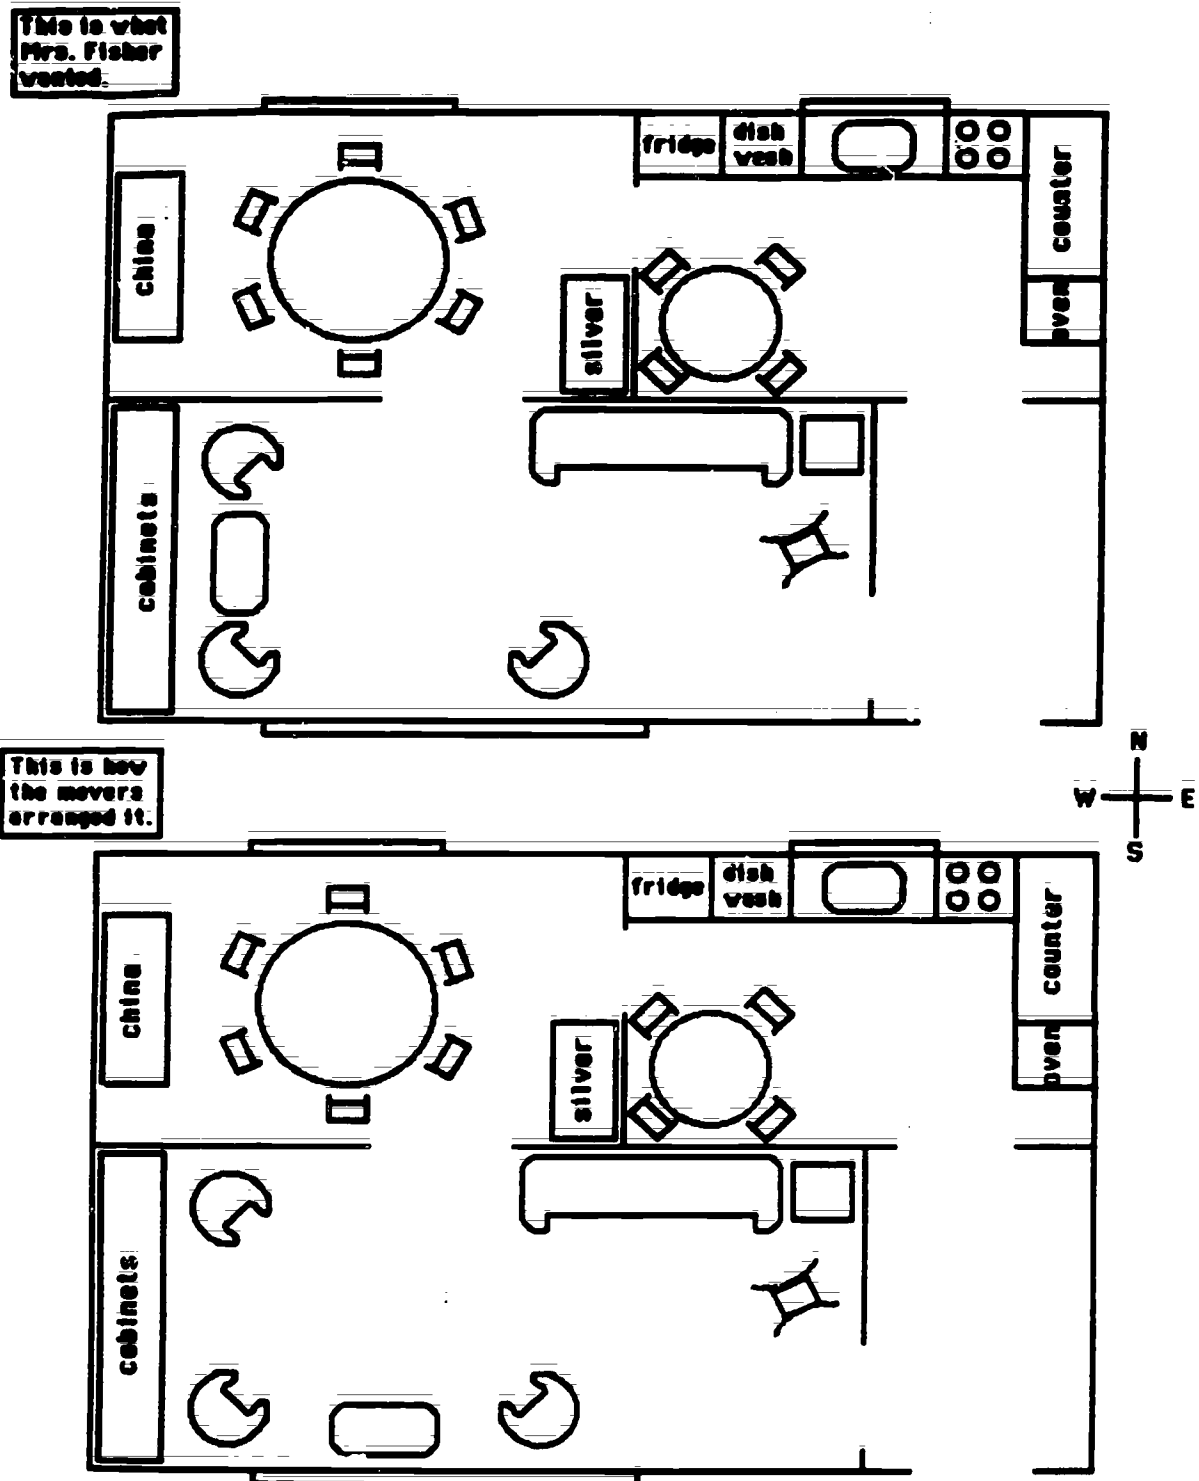 This is what
Mrs. Fisher
wanted.
fridge
dish
wash
counter
oven
china
silver
cabinets
N
W E
S
This is how
the movers
arranged it.
fridge
dish
wash
counter
oven
china
silver
cabinets